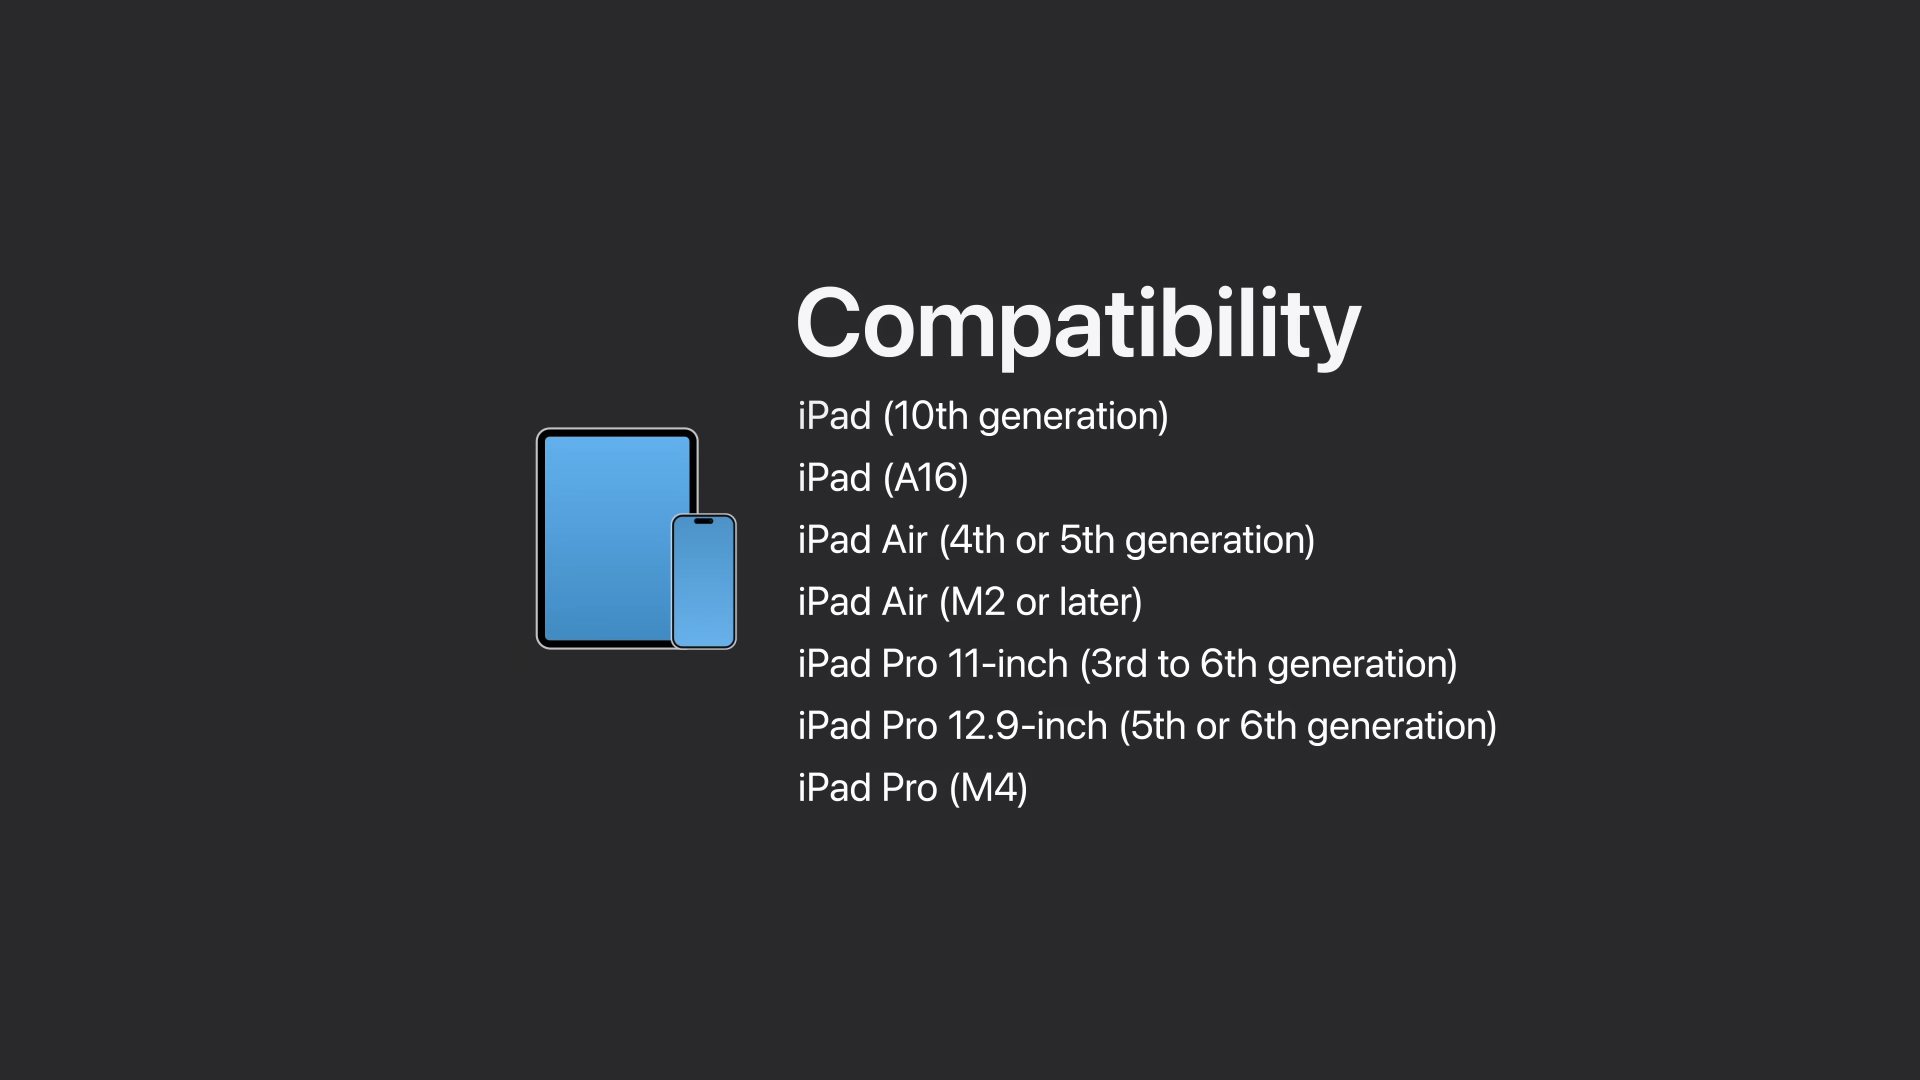 Compatibility
iPad (10th generation)
iPad (A16)
iPad Air (4th or 5th generation)
iPad Air (M2 or later)
iPad Pro 11-inch (3rd to 6th generation)
iPad Pro 12.9-inch (5th or 6th generation)
iPad Pro (M4)